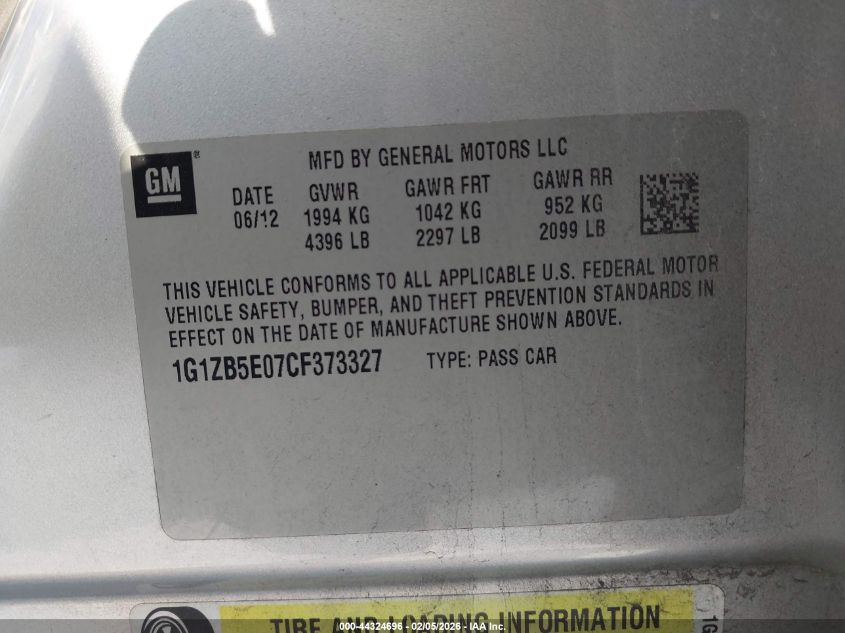 GM ®
MFD BY GENERAL MOTORS LLC
DATE GVWR GAWR FRT GAWR RR
06/12 1994 KG 1042 KG 952 KG
4396 LB 2297 LB 2099 LB
THIS VEHICLE CONFORMS TO ALL APPLICABLE U.S. FEDERAL MOTOR
VEHICLE SAFETY, BUMPER, AND THEFT PREVENTION STANDARDS IN
EFFECT ON THE DATE OF MANUFACTURE SHOWN ABOVE.
1G1ZB5E07CF373327 TYPE: PASS CAR
TIRE AND LOADING INFORMATION
000-44324696 - 02/05/2026 - IAA Inc.